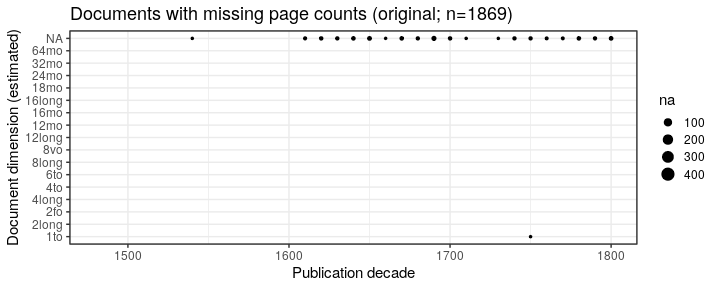 Documents with missing page counts (original; n=1869)
Document dimension (estimated)
NA
64mo
32mo
24mo
18mo
16long
16mo
12mo
12long
8vo
8long
6to
4to
4long
2fo
2long
1to
1500 1600 1700 1800
Publication decade
na
100
200
300
400